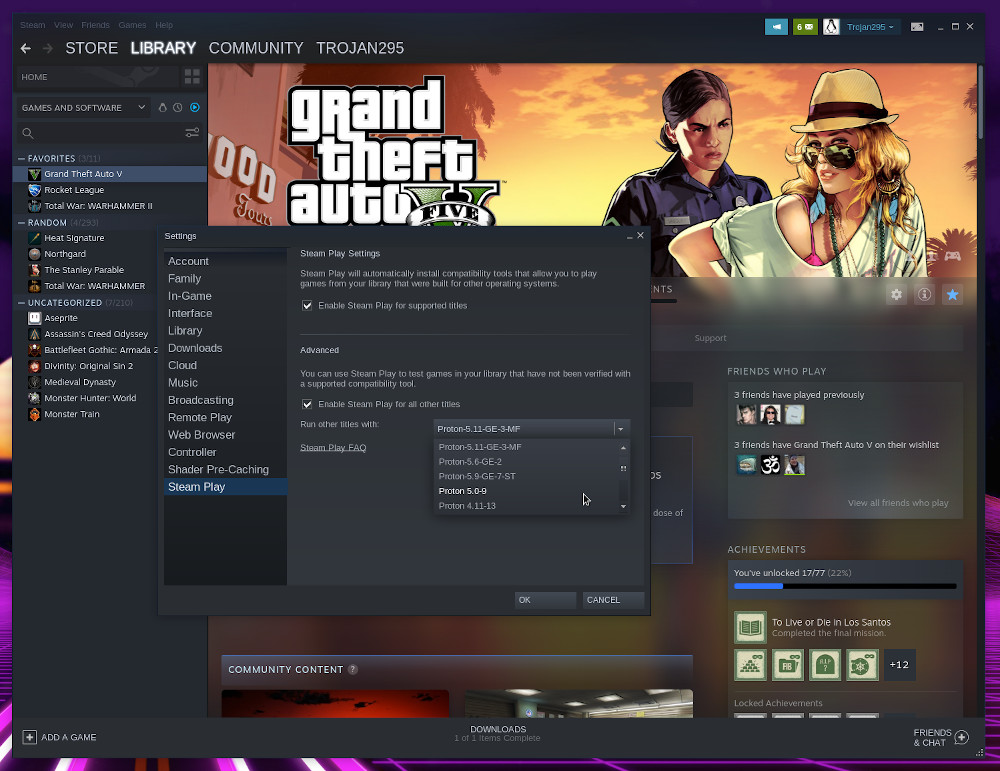 Steam View Friends Games Help
6
Trojan295
STORE LIBRARY COMMUNITY TROJAN295
HOME
GAMES AND SOFTWARE
FAVORITES (3/11)
Grand Theft Auto V
Rocket League
Total War: WARHAMMER II
RANDOM (4/293)
Heat Signature
Northgard
The Stanley Parable
Total War: WARHAMMER
UNCATEGORIZED (7/210)
Aseprite
Assassin's Creed Odyssey
Battlefleet Gothic: Armada 2
Divinity: Original Sin 2
Medieval Dynasty
Monster Hunter: World
Monster Train
grand
theft
auto V
FIVE
TM
Tours
Settings
Account
Family
In-Game
Interface
Library
Downloads
Cloud
Music
Broadcasting
Remote Play
Web Browser
Controller
Shader Pre-Caching
Steam Play
Steam Play Settings
Steam Play will automatically install compatibility tools that allow you to play
games from your library that were built for other operating systems.
Enable Steam Play for supported titles
Advanced
You can use Steam Play to test games in your library that have not been verified with
a supported compatibility tool.
Enable Steam Play for all other titles
Run other titles with:
Proton-5.11-GE-3-MF
Steam Play FAQ
Proton-5.11-GE-3-MF
Proton-5.6-GE-2
Proton-5.9-GE-7-ST
Proton 5.0-9
Proton 4.11-13
OK
CANCEL
NTS
Support
OS
dose of
FRIENDS WHO PLAY
3 friends have played previously
3 friends have Grand Theft Auto V on their wishlist
View all friends who play
ACHIEVEMENTS
You've unlocked 17/77 (22%)
To Live or Die in Los Santos
Completed the final mission.
FIB
R.I.P
?
+12
Locked Achievements
COMMUNITY CONTENT ?
ADD A GAME
DOWNLOADS
1 of 1 Items Complete
FRIENDS
& CHAT